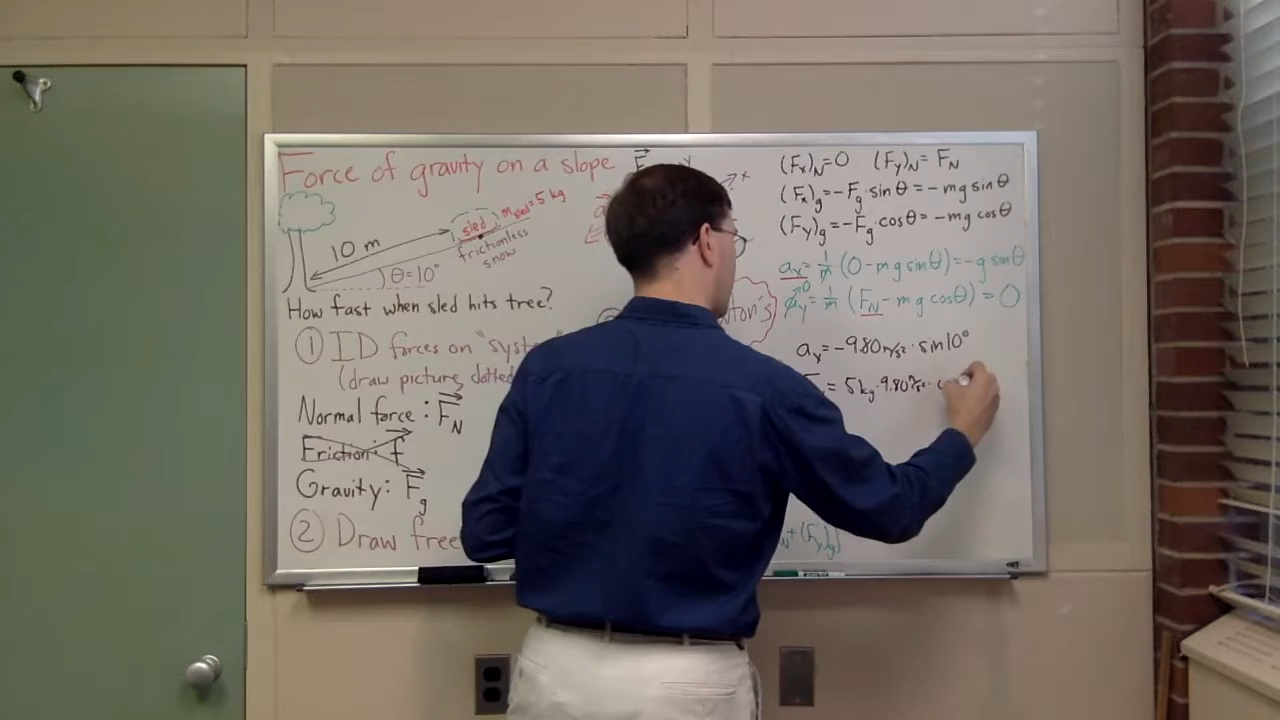 Force of gravity on a slope
10 m
sled
m_sled = 5 kg
frictionless
snow
θ = 10°
How fast when sled hits tree?
① ID forces on "syst
(draw picture, dotted
Normal force : F⃗_N
Friction : f⃗
Gravity : F⃗_g
② Draw free
x
(F_x)_N = 0 (F_y)_N = F_N
(F_x)_g = -F_g · sin θ = -mg sin θ
(F_y)_g = -F_g · cos θ = -mg cos θ
a_x = 1/m (0 - mg sin θ) = -g sin θ
a_y = 1/m (F_N - mg cos θ) = 0
0
a_x = -9.80 m/s² · sin 10°
= 5 kg · 9.80 m/s² ·
+ (F_y)_g]